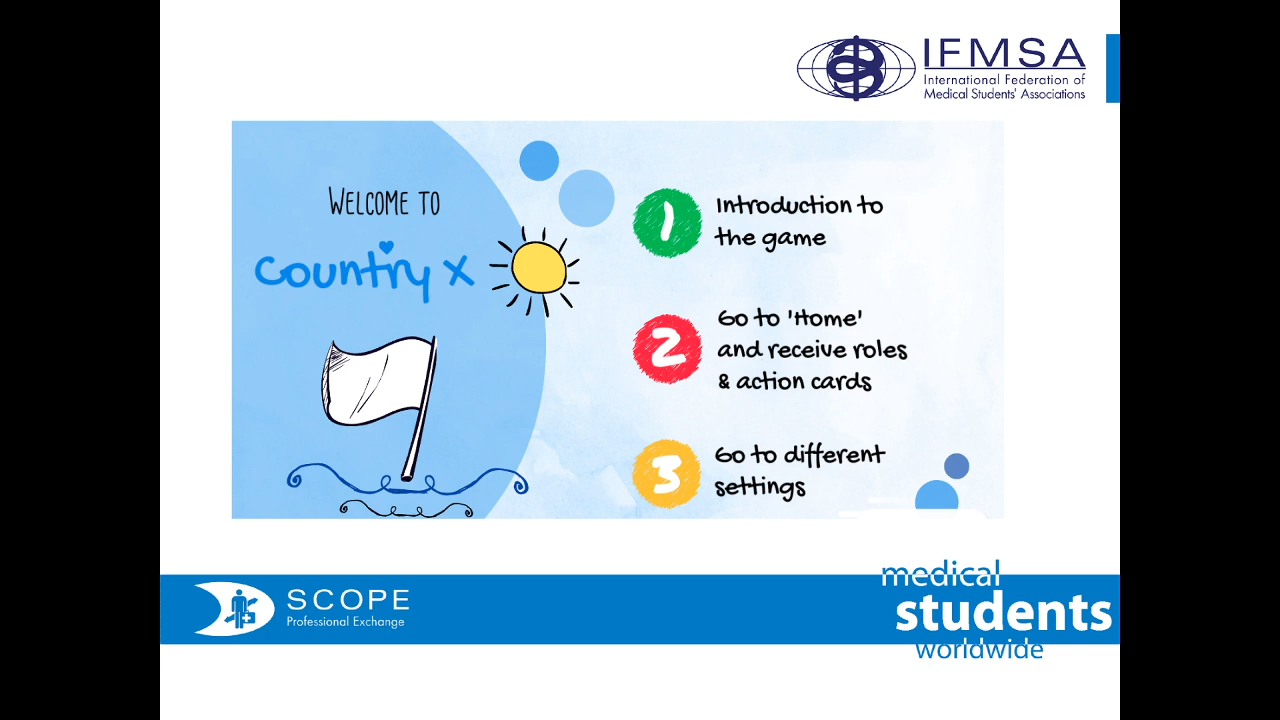 IFMSA
International Federation of
Medical Students' Associations
WELCOME TO
Country X
1
Introduction to
the game
2
Go to 'Home'
and receive roles
& action cards
3
Go to different
settings
SCOPE
Professional Exchange
medical
students
worldwide